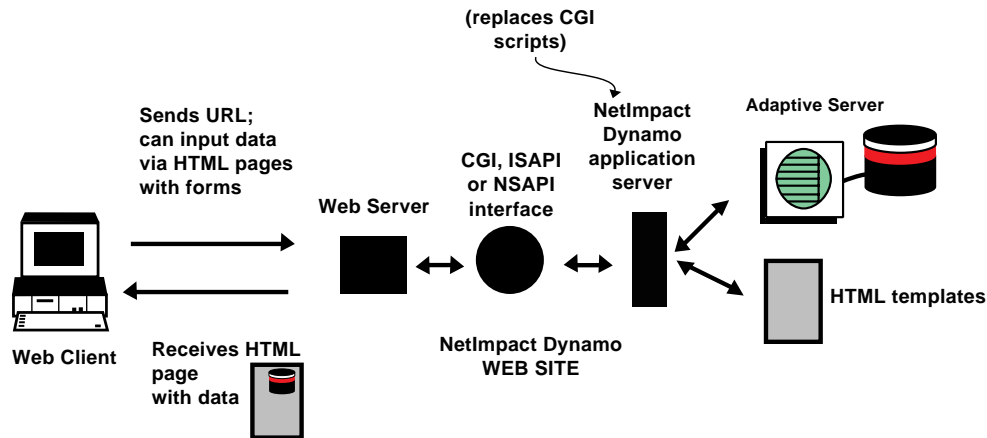 (replaces CGI
scripts)
Sends URL;
can input data
via HTML pages
with forms
NetImpact
Dynamo
application
server
Adaptive Server
CGI, ISAPI
or NSAPI
interface
Web Server
HTML templates
Web Client
Receives HTML
page
with data
NetImpact Dynamo
WEB SITE